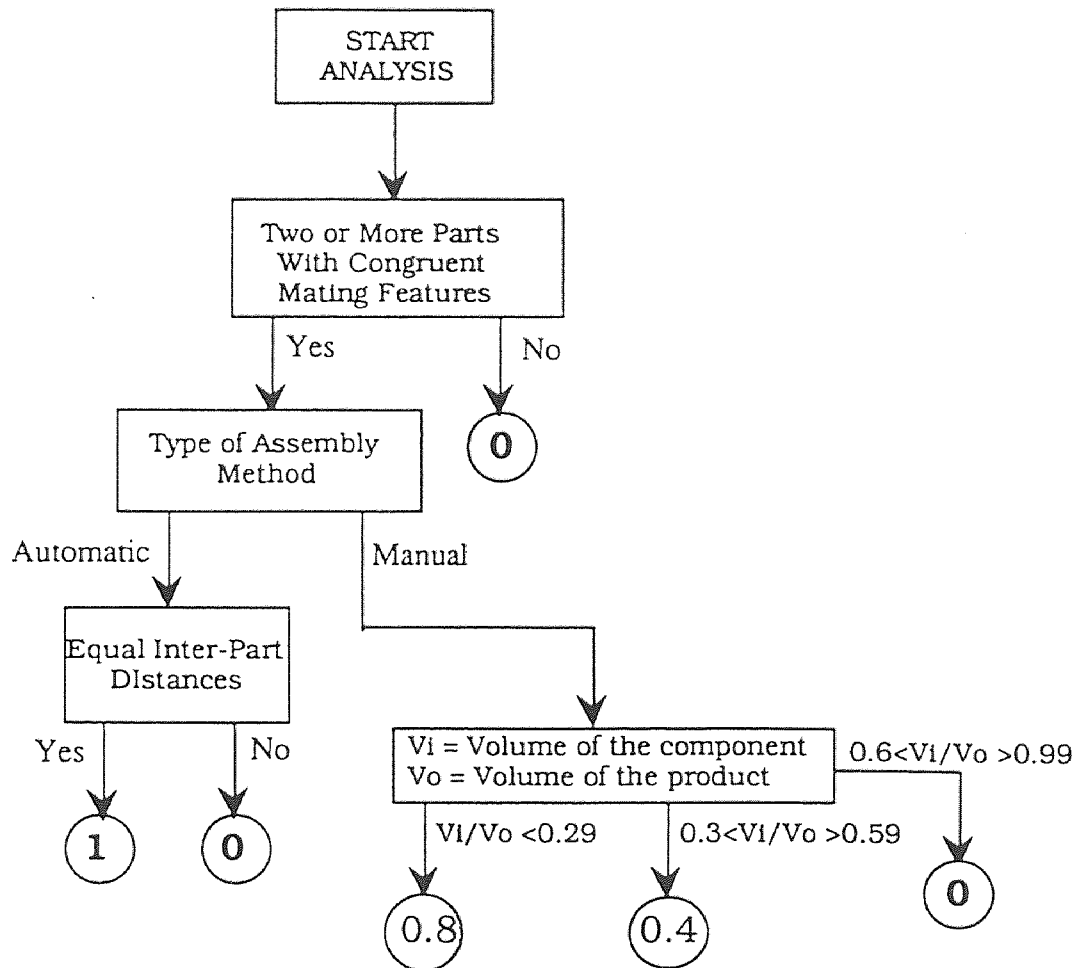 START
ANALYSIS
Two or More Parts
With Congruent
Mating Features
Yes
No
Type of Assembly
Method
0
Automatic
Manual
Equal Inter-Part
DIstances
Yes
No
Vi = Volume of the component
Vo = Volume of the product
0.6<Vi/Vo >0.99
Vi/Vo <0.29
0.3<Vi/Vo >0.59
1
0
0
0.8
0.4